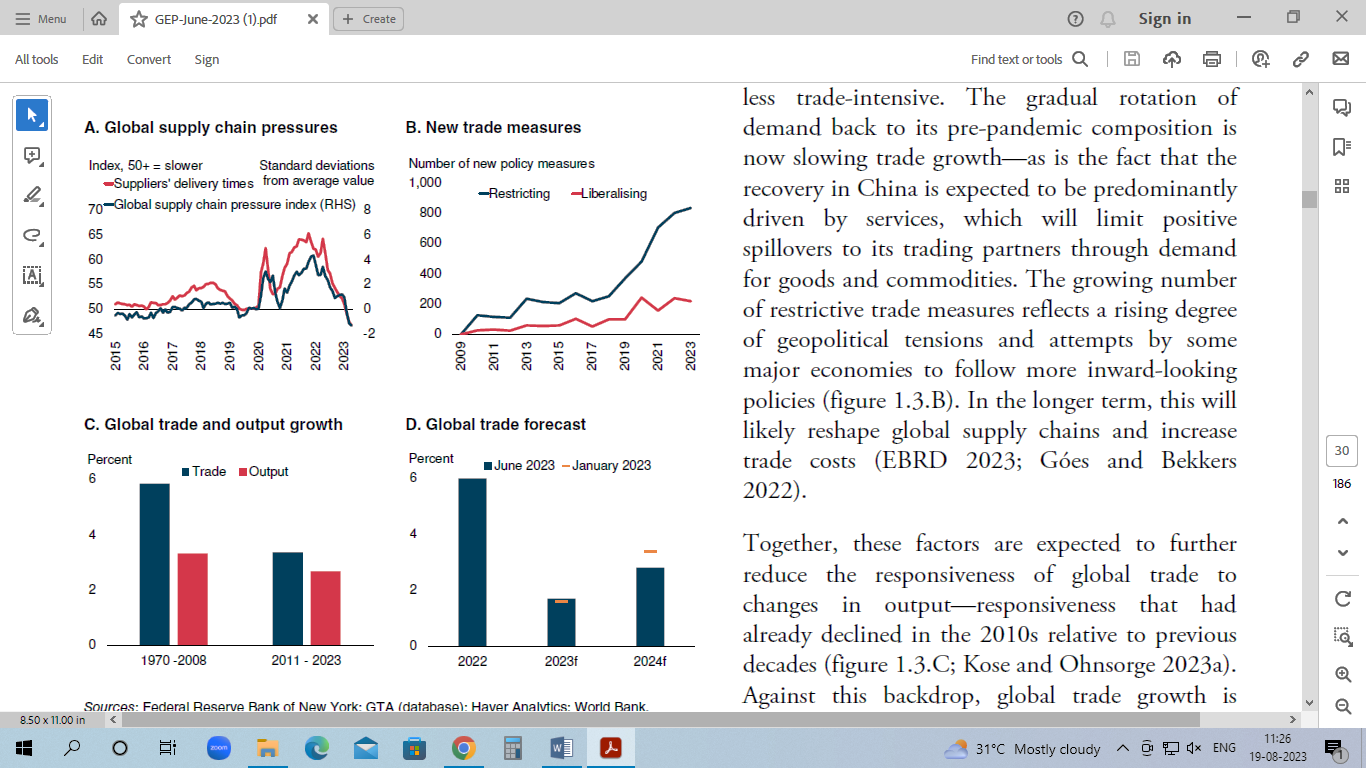 Menu
GEP-June-2023 (1).pdf
Create
Sign in
All tools
Edit
Convert
Sign
Find text or tools
A. Global supply chain pressures
Index, 50+ = slower
Standard deviations
from average value
Suppliers' delivery times
Global supply chain pressure index (RHS)
70
65
60
55
50
45
8
6
4
2
0
-2
2015
2016
2017
2018
2019
2020
2021
2022
2023
B. New trade measures
Number of new policy measures
Restricting
Liberalising
1,000
800
600
400
200
0
2009
2011
2013
2015
2017
2019
2021
2023
C. Global trade and output growth
Percent
Trade
Output
6
4
2
0
1970 -2008
2011 - 2023
D. Global trade forecast
Percent
June 2023
January 2023
6
4
2
0
2022
2023f
2024f
Sources: Federal Reserve Bank of New York; GTA (database); Haver Analytics; World Bank.
less trade-intensive. The gradual rotation of
demand back to its pre-pandemic composition is
now slowing trade growth—as is the fact that the
recovery in China is expected to be predominantly
driven by services, which will limit positive
spillovers to its trading partners through demand
for goods and commodities. The growing number
of restrictive trade measures reflects a rising degree
of geopolitical tensions and attempts by some
major economies to follow more inward-looking
policies (figure 1.3.B). In the longer term, this will
likely reshape global supply chains and increase
trade costs (EBRD 2023; Góes and Bekkers
2022).
Together, these factors are expected to further
reduce the responsiveness of global trade to
changes in output—responsiveness that had
already declined in the 2010s relative to previous
decades (figure 1.3.C; Kose and Ohnsorge 2023a).
Against this backdrop, global trade growth is
30
186
8.50 x 11.00 in
zoom
31°C Mostly cloudy
ENG
11:26
19-08-2023
1